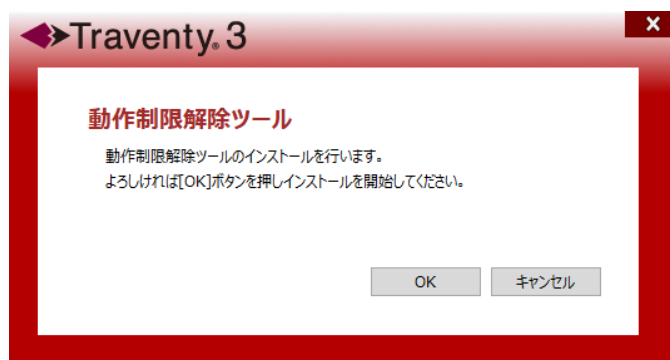 Traventy. 3
動作制限解除ツール
動作制限解除ツールのインストールを行います。
よろしければ[OK]ボタンを押しインストールを開始してください。
OK
キャンセル